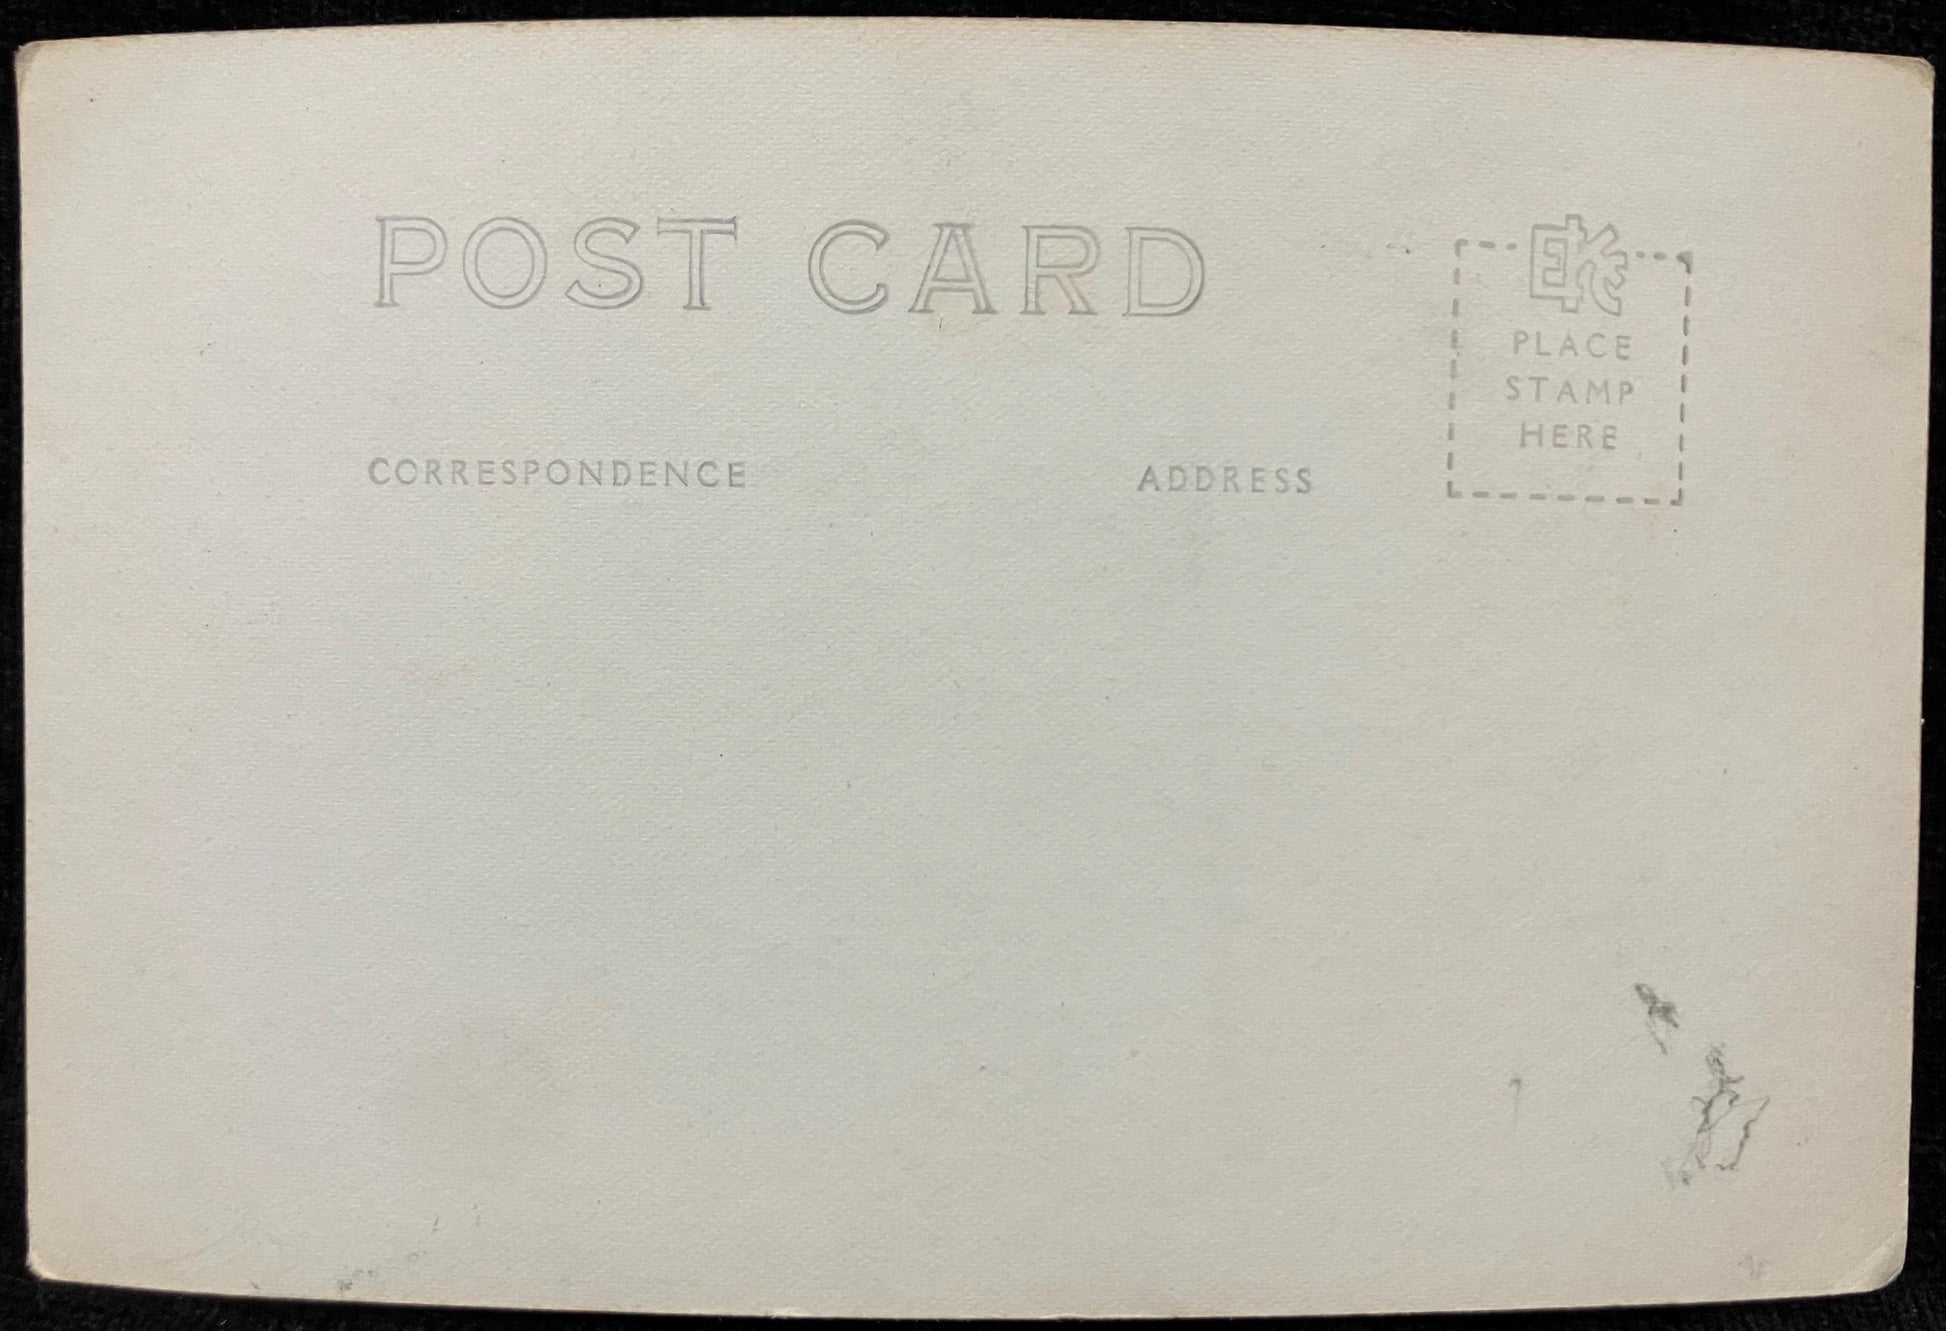 POST CARD
EKC
PLACE
STAMP
HERE
CORRESPONDENCE
ADDRESS